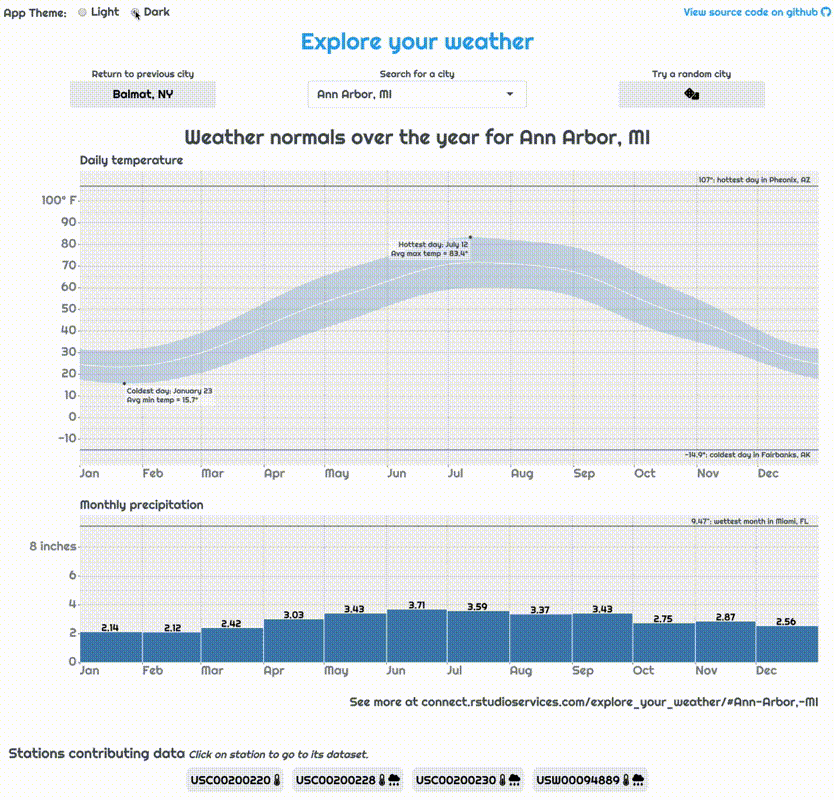 App Theme: Light Dark
View source code on github
Explore your weather
Return to previous city
Search for a city
Try a random city
Balmat, NY
Ann Arbor, MI
Weather normals over the year for Ann Arbor, MI
Daily temperature
107°: hottest day in Pheonix, AZ
100° F
90
80
70
60
50
40
30
20
10
0
-10
Hottest day: July 12
Avg max temp = 83.4°
Coldest day: January 23
Avg min temp = 15.7°
-14.9°: coldest day in Fairbanks, AK
Jan Feb Mar Apr May Jun Jul Aug Sep Oct Nov Dec
Monthly precipitation
9.47": wettest month in Miami, FL
8 inches
6
4
2
0
2.14 2.12 2.42 3.03 3.43 3.71 3.59 3.37 3.43 2.75 2.87 2.56
Jan Feb Mar Apr May Jun Jul Aug Sep Oct Nov Dec
See more at connect.rstudioservices.com/explore_your_weather/#Ann-Arbor,-MI
Stations contributing data Click on station to go to its dataset.
USC00200220 USC00200228 USC00200230 USW00094889